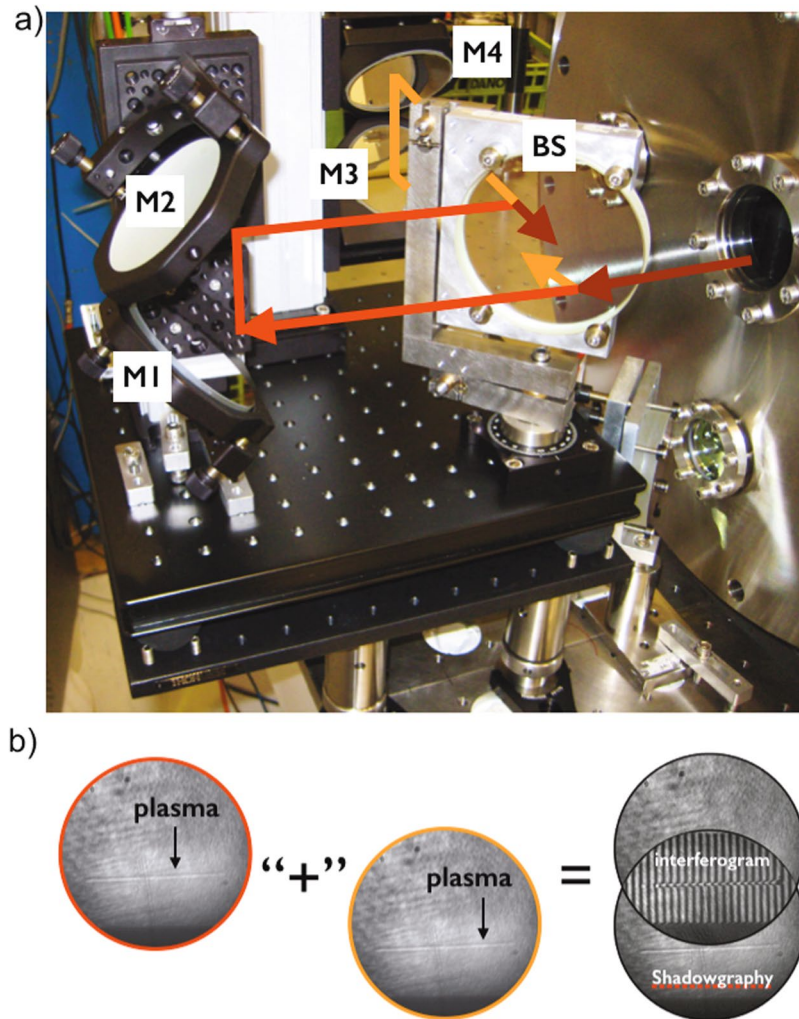 a)
M4
BS
M3
M2
M1
b)
plasma
“+”
plasma
=
interferogram
Shadowgraphy